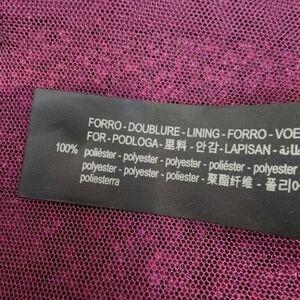 FORRO - DOUBLURE - LINING - FORRO - VOE
FOR - PODLOGA - 里料 - 안감 - LAPISAN -
100% poliéster - polyester - polyester - poliéster -
polyester - polyester - poliester - 聚酯纤维 - 폴리에
poliesterra